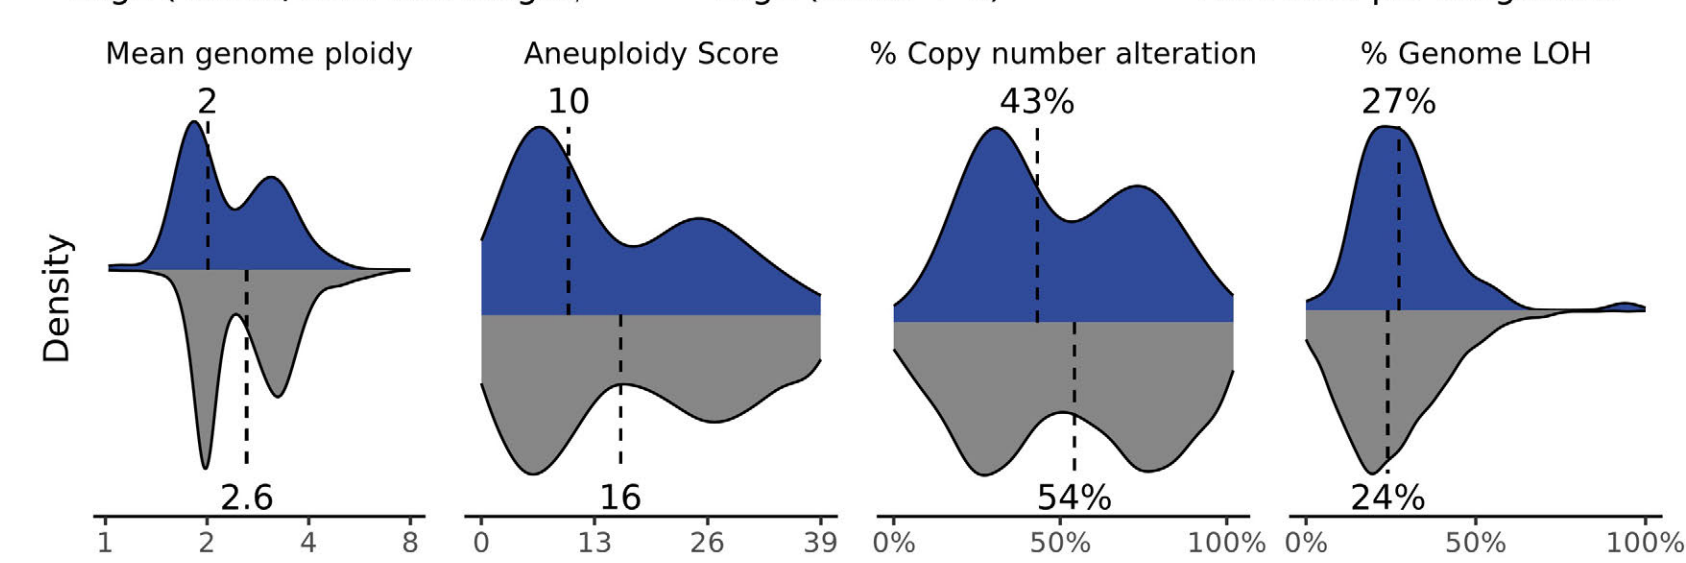 Mean genome ploidy
Aneuploidy Score
% Copy number alteration
% Genome LOH
2
10
43%
27%
Density
2.6
16
54%
24%
1 2 4 8
0 13 26 39
0% 50% 100%
0% 50% 100%